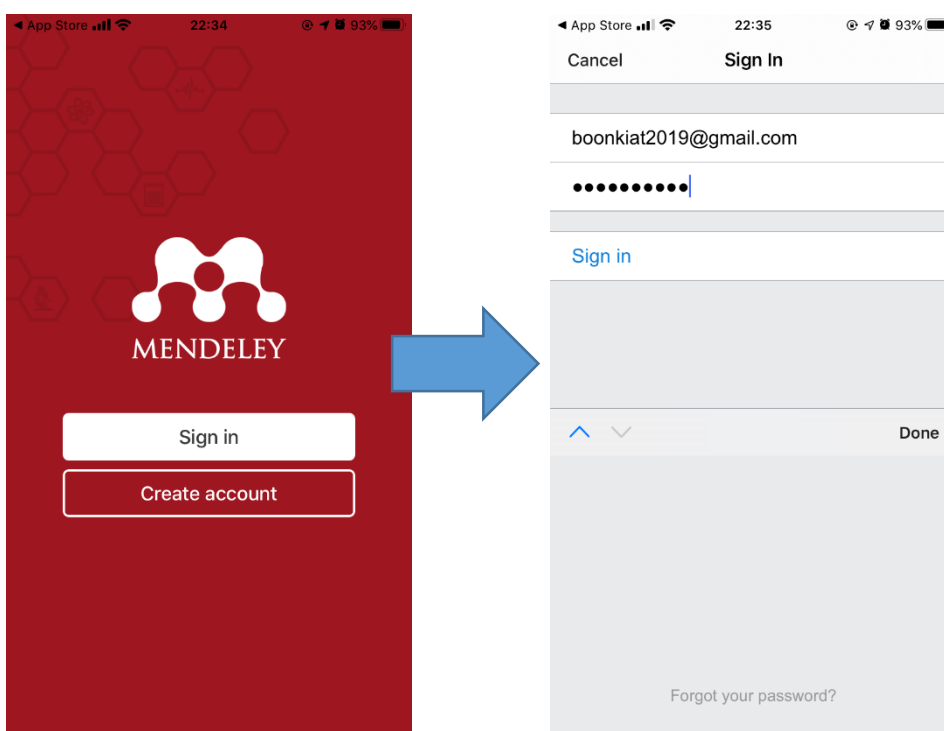 App Store 22:34 93%
MENDELEY
Sign in
Create account
App Store 22:35 93%
Cancel Sign In
boonkiat2019@gmail.com
••••••••••
Sign in
Done
Forgot your password?